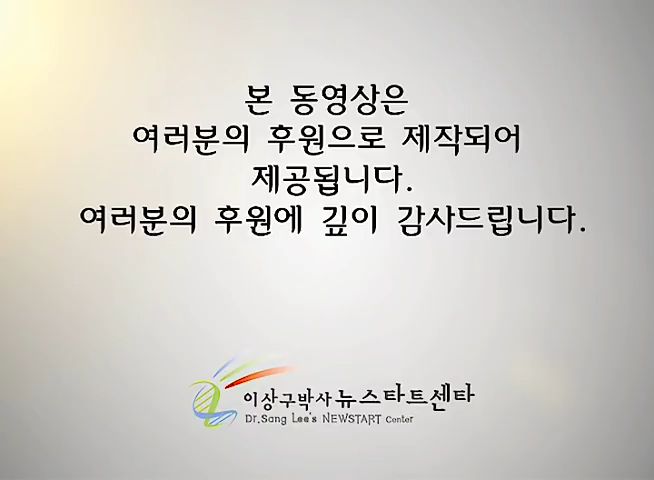 본 동영상은
여러분의 후원으로 제작되어
제공됩니다.
여러분의 후원에 깊이 감사드립니다.
이상구박사뉴스타트센타
Dr.Sang Lee's NEWSTART Center